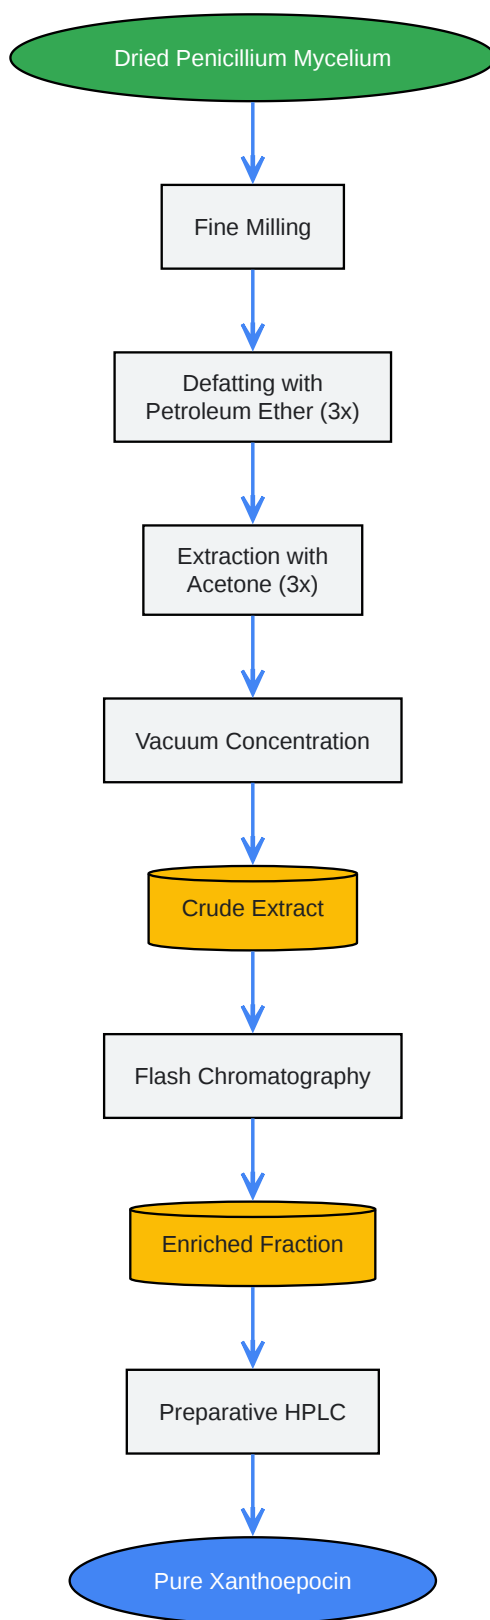 Dried Penicillium Mycelium
Fine Milling
Defatting with
Petroleum Ether (3x)
Extraction with
Acetone (3x)
Vacuum Concentration
Crude Extract
Flash Chromatography
Enriched Fraction
Preparative HPLC
Pure Xanthoepocin